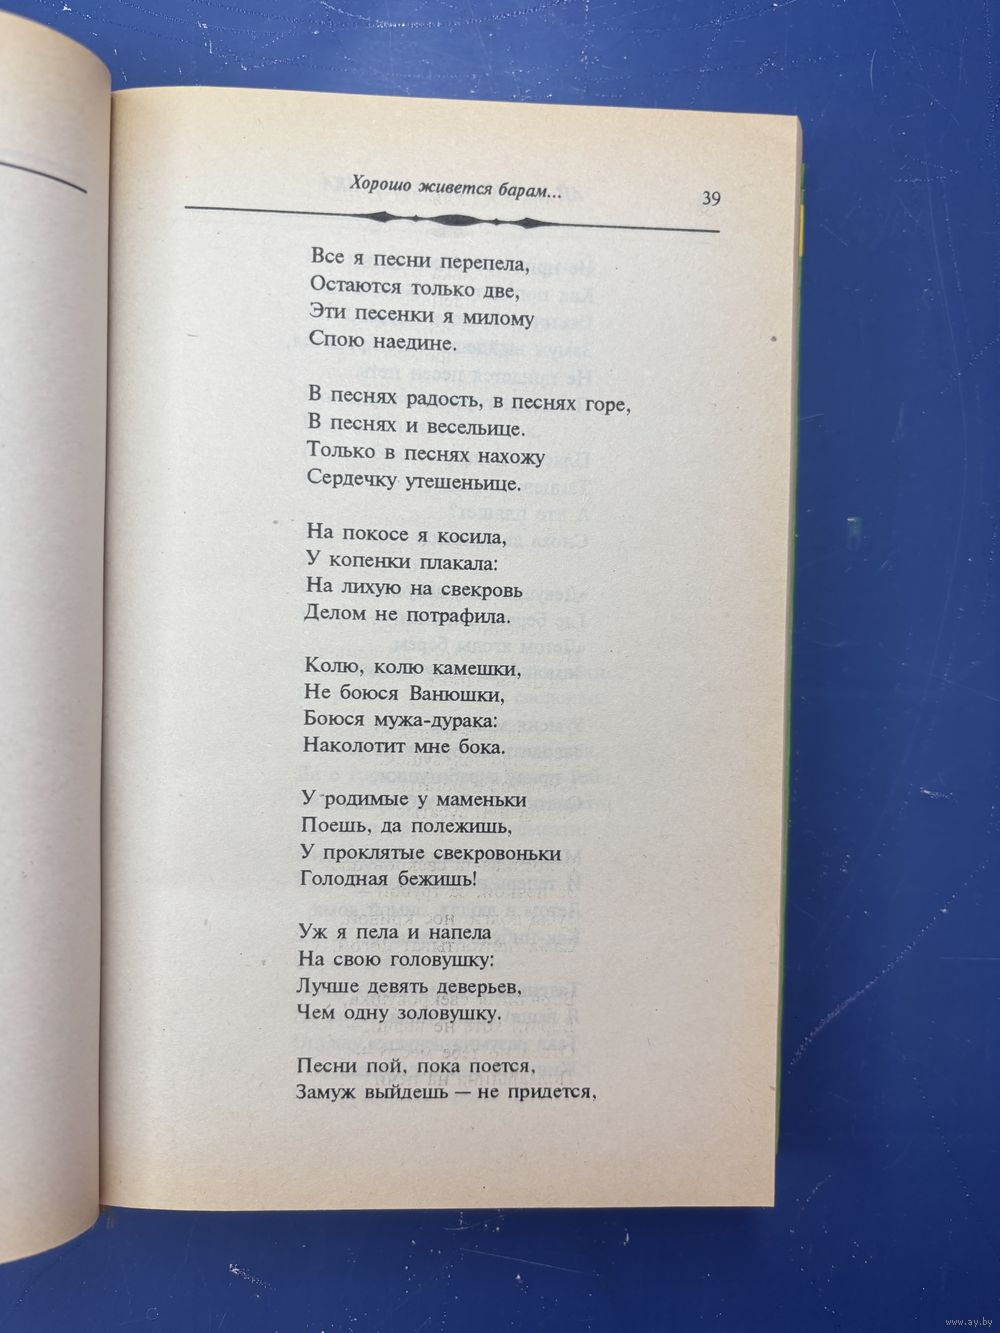 Хорошо живется барам...
39
Все я песни перепела,
Остаются только две,
Эти песенки я милому
Спою наедине.
В песнях радость, в песнях горе,
В песнях и весельице.
Только в песнях нахожу
Сердечку утешеньице.
На покосе я косила,
У копенки плакала:
На лихую на свекровь
Делом не потрафила.
Колю, колю камешки,
Не боюся Ванюшки,
Боюся мужа-дурака:
Наколотит мне бока.
У родимые у маменьки
Поешь, да полежишь,
У проклятые свекровоньки
Голодная бежишь!
Уж я пела и напела
На свою головушку:
Лучше девять деверьев,
Чем одну золовушку.
Песни пой, пока поется,
Замуж выйдешь — не придется,
www.ay.by